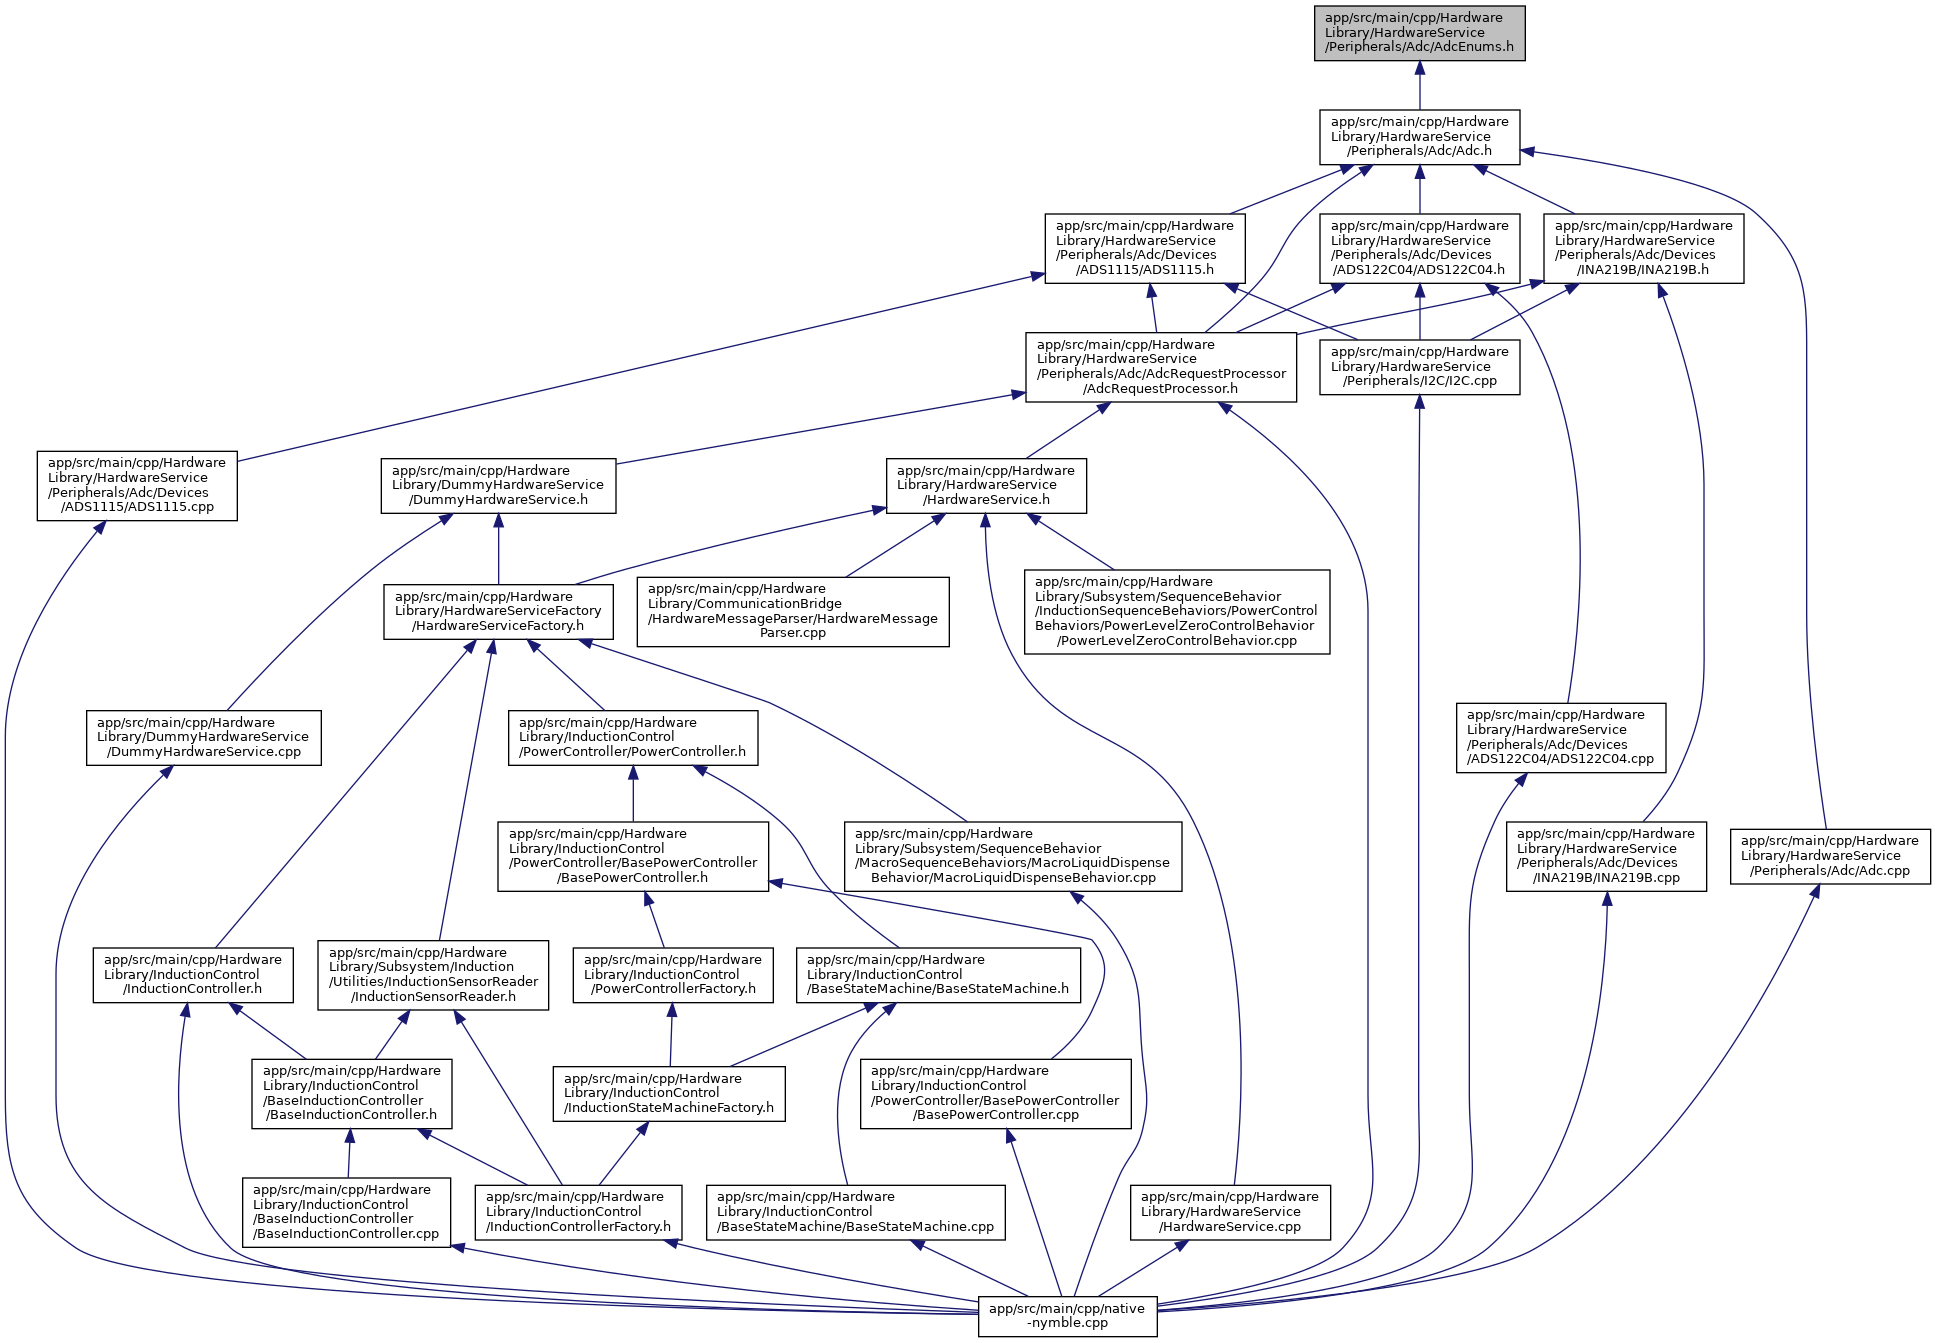 app/src/main/cpp/Hardware
Library/HardwareService
/Peripherals/Adc/AdcEnums.h
app/src/main/cpp/Hardware
Library/HardwareService
/Peripherals/Adc/Adc.h
app/src/main/cpp/Hardware
Library/HardwareService
/Peripherals/Adc/Devices
/ADS1115/ADS1115.h
app/src/main/cpp/Hardware
Library/HardwareService
/Peripherals/Adc/Devices
/ADS122C04/ADS122C04.h
app/src/main/cpp/Hardware
Library/HardwareService
/Peripherals/Adc/Devices
/INA219B/INA219B.h
app/src/main/cpp/Hardware
Library/HardwareService
/Peripherals/Adc/AdcRequestProcessor
/AdcRequestProcessor.h
app/src/main/cpp/Hardware
Library/HardwareService
/Peripherals/I2C/I2C.cpp
app/src/main/cpp/Hardware
Library/HardwareService
/Peripherals/Adc/Devices
/ADS1115/ADS1115.cpp
app/src/main/cpp/Hardware
Library/DummyHardwareService
/DummyHardwareService.h
app/src/main/cpp/Hardware
Library/HardwareService
/HardwareService.h
app/src/main/cpp/Hardware
Library/HardwareServiceFactory
/HardwareServiceFactory.h
app/src/main/cpp/Hardware
Library/CommunicationBridge
/HardwareMessageParser/HardwareMessage
Parser.cpp
app/src/main/cpp/Hardware
Library/Subsystem/SequenceBehavior
/InductionSequenceBehaviors/PowerControl
Behaviors/PowerLevelZeroControlBehavior
/PowerLevelZeroControlBehavior.cpp
app/src/main/cpp/Hardware
Library/DummyHardwareService
/DummyHardwareService.cpp
app/src/main/cpp/Hardware
Library/InductionControl
/PowerController/PowerController.h
app/src/main/cpp/Hardware
Library/HardwareService
/Peripherals/Adc/Devices
/ADS122C04/ADS122C04.cpp
app/src/main/cpp/Hardware
Library/InductionControl
/PowerController/BasePowerController
/BasePowerController.h
app/src/main/cpp/Hardware
Library/Subsystem/SequenceBehavior
/MacroSequenceBehaviors/MacroLiquidDispense
Behavior/MacroLiquidDispenseBehavior.cpp
app/src/main/cpp/Hardware
Library/HardwareService
/Peripherals/Adc/Devices
/INA219B/INA219B.cpp
app/src/main/cpp/Hardware
Library/HardwareService
/Peripherals/Adc/Adc.cpp
app/src/main/cpp/Hardware
Library/InductionControl
/InductionController.h
app/src/main/cpp/Hardware
Library/Subsystem/Induction
/Utilities/InductionSensorReader
/InductionSensorReader.h
app/src/main/cpp/Hardware
Library/InductionControl
/PowerControllerFactory.h
app/src/main/cpp/Hardware
Library/InductionControl
/BaseStateMachine/BaseStateMachine.h
app/src/main/cpp/Hardware
Library/InductionControl
/BaseInductionController
/BaseInductionController.h
app/src/main/cpp/Hardware
Library/InductionControl
/InductionStateMachineFactory.h
app/src/main/cpp/Hardware
Library/InductionControl
/PowerController/BasePowerController
/BasePowerController.cpp
app/src/main/cpp/Hardware
Library/InductionControl
/BaseInductionController
/BaseInductionController.cpp
app/src/main/cpp/Hardware
Library/InductionControl
/InductionControllerFactory.h
app/src/main/cpp/Hardware
Library/InductionControl
/BaseStateMachine/BaseStateMachine.cpp
app/src/main/cpp/Hardware
Library/HardwareService
/HardwareService.cpp
app/src/main/cpp/native
-nymble.cpp